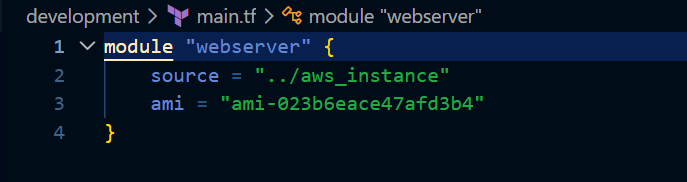 development > main.tf > module "webserver"
1 module "webserver" {
2 source = "../aws_instance"
3 ami = "ami-023b6eace47afd3b4"
4 }